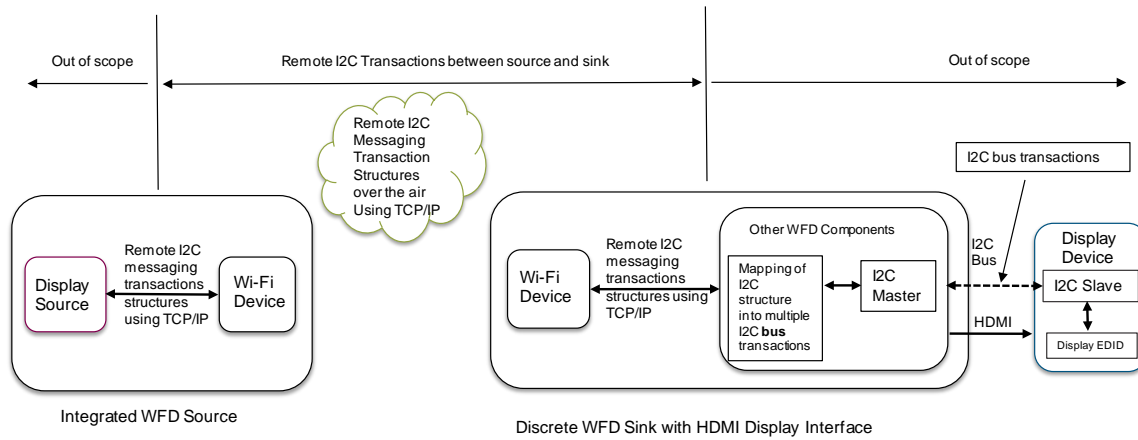 Out of scope
Remote I2C Transactions between source and sink
Out of scope
Remote I2C
Messaging
Transaction
Structures
over the air
Using TCP/IP
I2C bus transactions
Display
Source
Remote I2C
messaging
transactions
structures
using TCP/IP
Wi-Fi
Device
Integrated WFD Source
Wi-Fi
Device
Remote I2C
messaging
transactions
structures using
TCP/IP
Other WFD Components
Mapping of
I2C
structure
into multiple
I2C bus
transactions
I2C
Master
I2C
Bus
HDMI
Display
Device
I2C Slave
Display EDID
Discrete WFD Sink with HDMI Display Interface